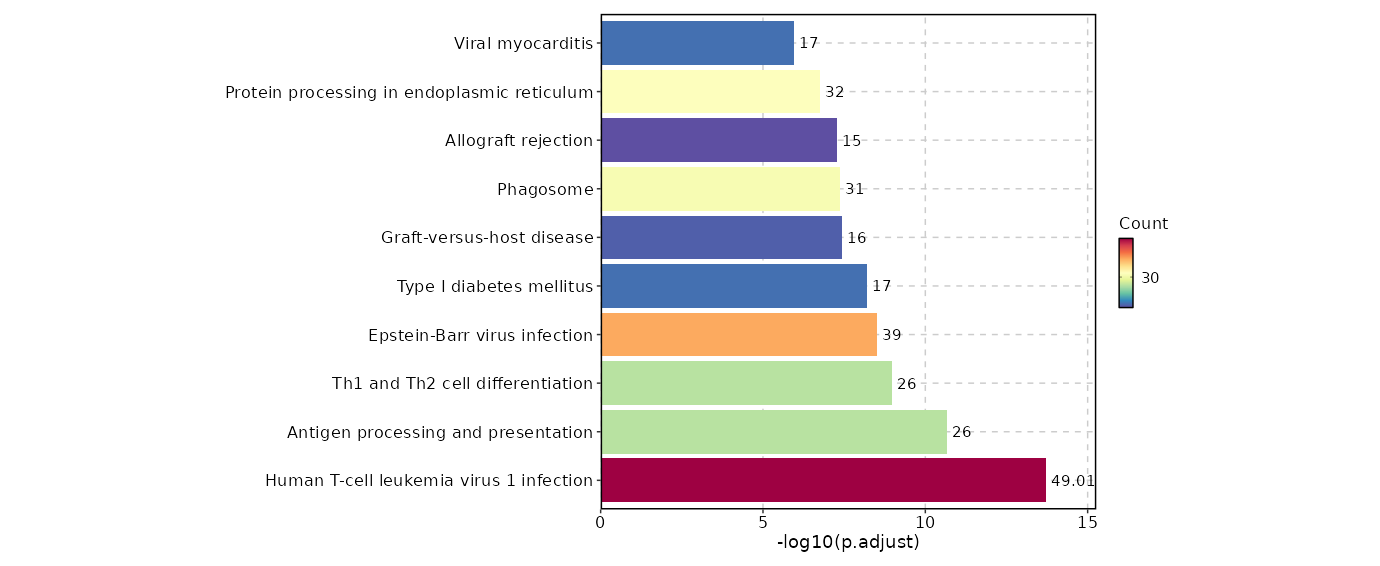 Viral myocarditis 17
Protein processing in endoplasmic reticulum 32
Allograft rejection 15
Phagosome 31
Graft-versus-host disease 16
Type I diabetes mellitus 17
Epstein-Barr virus infection 39
Th1 and Th2 cell differentiation 26
Antigen processing and presentation 26
Human T-cell leukemia virus 1 infection 49.01
0 5 10 15
-log10(p.adjust)
Count
30